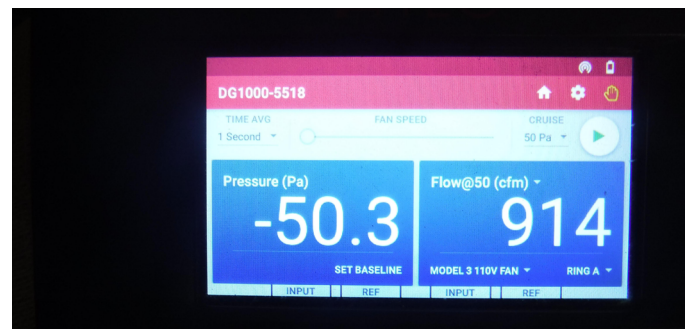 DG1000-5518
TIME AVG FAN SPEED CRUISE
1 Second 50 Pa
Pressure (Pa) Flow@50 (cfm)
-50.3 914
SET BASELINE MODEL 3 110V FAN RING A
INPUT REF INPUT REF